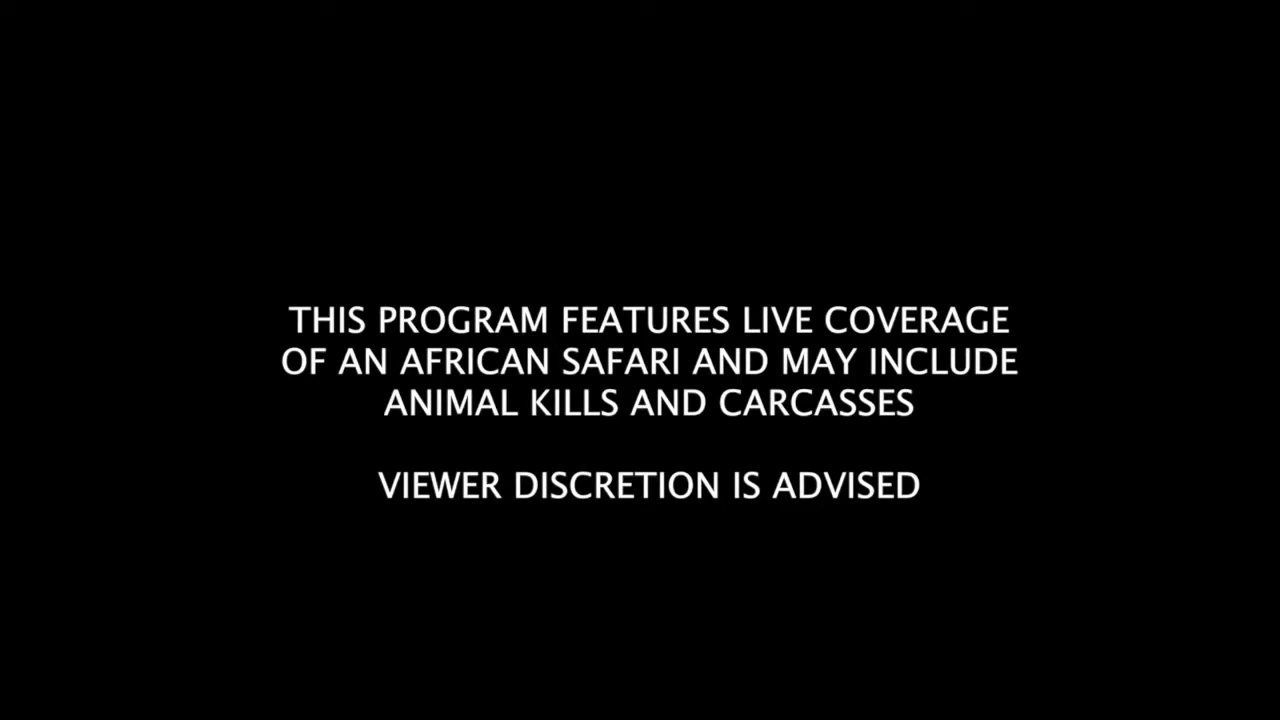 THIS PROGRAM FEATURES LIVE COVERAGE
OF AN AFRICAN SAFARI AND MAY INCLUDE
ANIMAL KILLS AND CARCASSES
VIEWER DISCRETION IS ADVISED